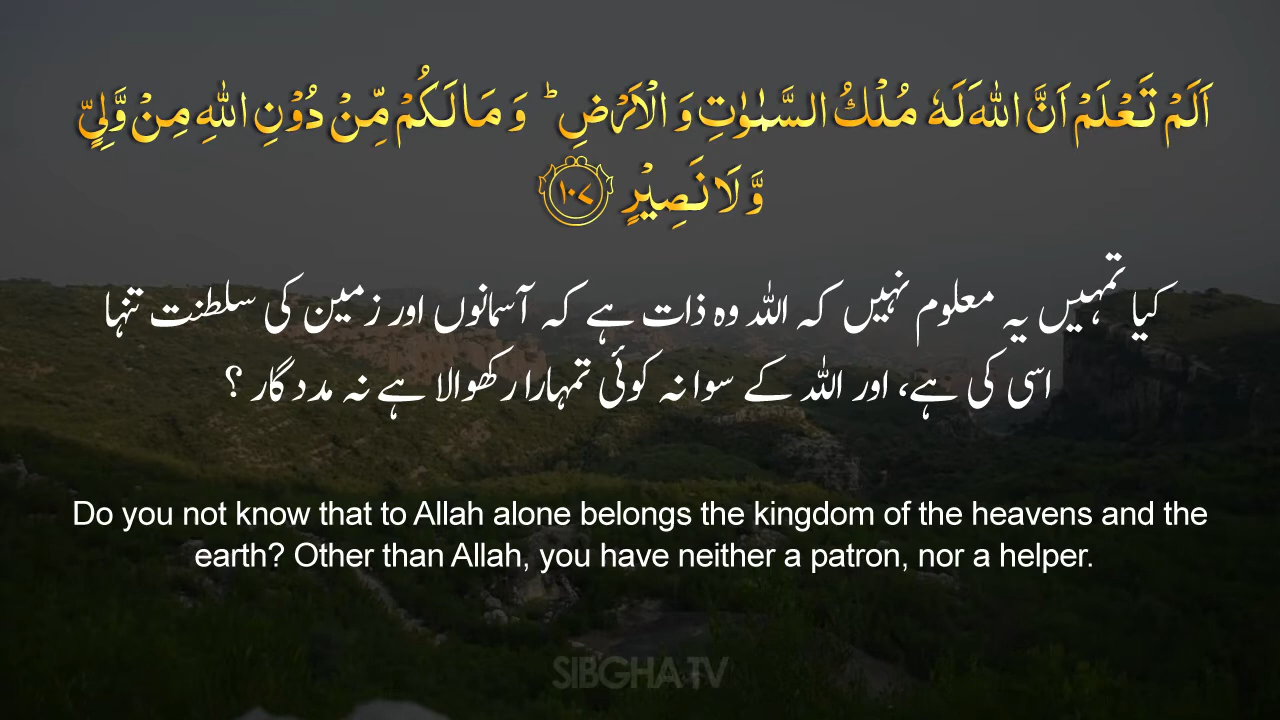 اَلَمْ تَعْلَمْ اَنَّ اللّٰهَ لَهٗ مُلْكُ السَّمٰوٰتِ وَ الْاَرْضِ ؕ وَ مَا لَكُمْ مِّنْ دُوْنِ اللّٰهِ مِنْ وَّلِيٍّ
وَّ لَا نَصِيْرٍ ﴿۱۰۷﴾
کیا تمہیں یہ معلوم نہیں کہ اللہ وہ ذات ہے کہ آسمانوں اور زمین کی سلطنت تنہا
اسی کی ہے، اور اللہ کے سوا نہ کوئی تمہارا رکھوالا ہے نہ مددگار ؟
Do you not know that to Allah alone belongs the kingdom of the heavens and the
earth? Other than Allah, you have neither a patron, nor a helper.
SIBGHA TV